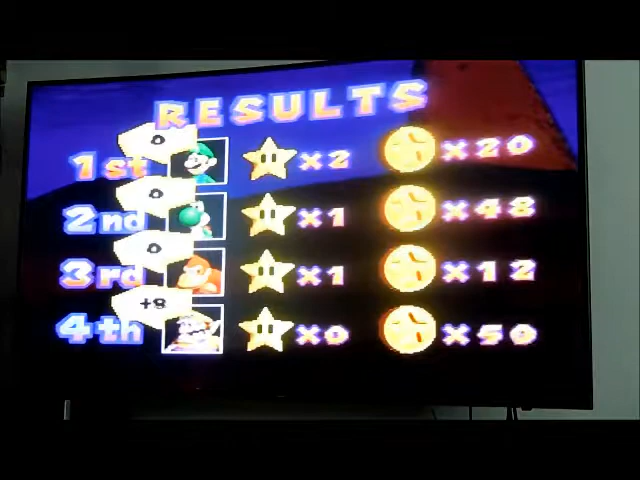 RESULTS
0
1st ×2 ×20
0
2nd ×1 ×48
0
3rd ×1 ×12
+8
4th ×0 ×50